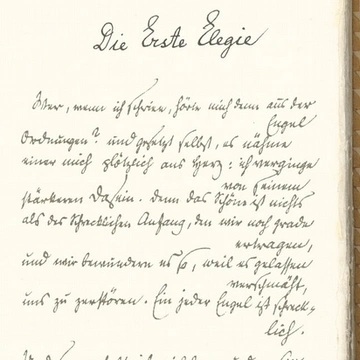 Die Erste Elegie
Wer, wenn ich schriee, hörte mich denn aus der
Engel
Ordnungen? und gesetzt selbst, es nähme
einer mich plötzlich ans Herz: ich verginge
von seinem
stärkeren Dasein. denn das Schöne ist nichts
als des Schrecklichen Anfang, den wir noch grade
ertragen,
und wir bewundern es so, weil es gelassen
verschmäht,
uns zu zerstören. Ein jeder Engel ist schreck-
lich.